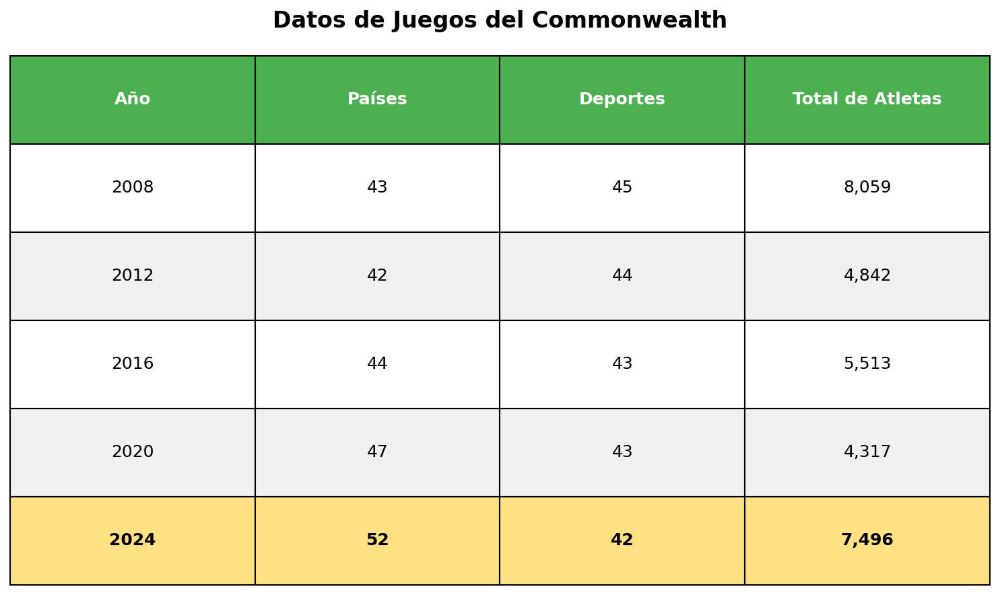 Datos de Juegos del Commonwealth
Año Países Deportes Total de Atletas
2008 43 45 8,059
2012 42 44 4,842
2016 44 43 5,513
2020 47 43 4,317
2024 52 42 7,496